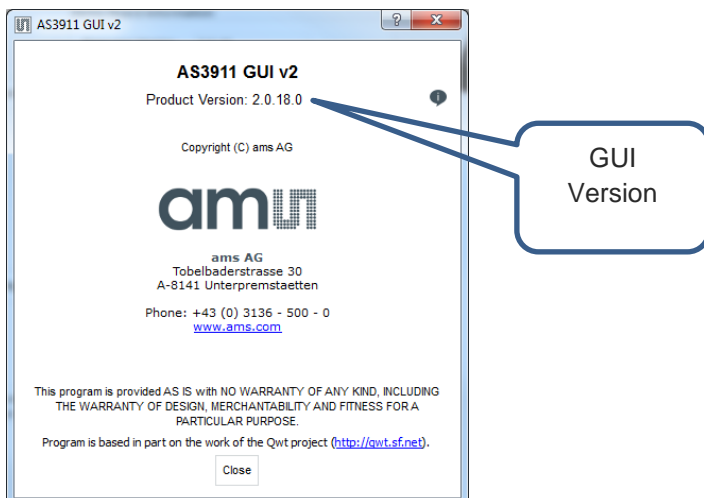 AS3911 GUI v2
AS3911 GUI v2
Product Version: 2.0.18.0
Copyright (C) ams AG
GUI
Version
am
ams AG
Tobelbaderstrasse 30
A-8141 Unterpremstaetten
Phone: +43 (0) 3136 - 500 - 0
www.ams.com
This program is provided AS IS with NO WARRANTY OF ANY KIND, INCLUDING
THE WARRANTY OF DESIGN, MERCHANTABILITY AND FITNESS FOR A
PARTICULAR PURPOSE.
Program is based in part on the work of the Qwt project (http://qwt.sf.net).
Close